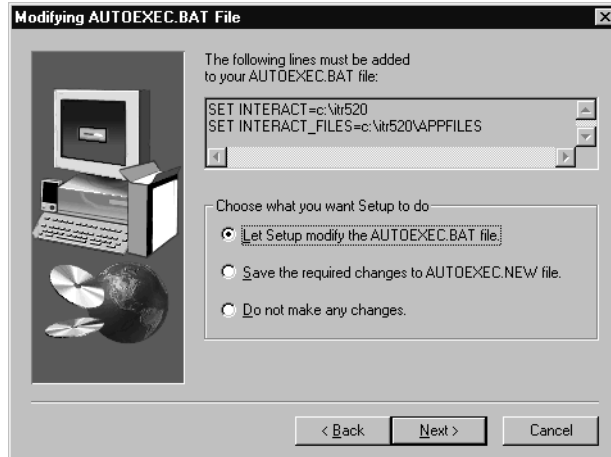 Modifying AUTOEXEC.BAT File
The following lines must be added
to your AUTOEXEC.BAT file:
SET INTERACT=c:\itr520
SET INTERACT_FILES=c:\itr520\APPFILES
Choose what you want Setup to do
Let Setup modify the AUTOEXEC.BAT file.
Save the required changes to AUTOEXEC.NEW file.
Do not make any changes.
< Back
Next >
Cancel